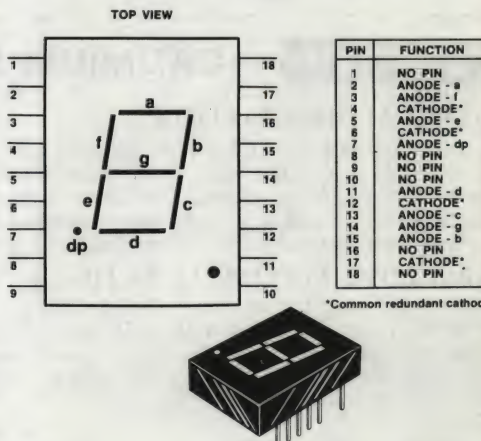 TOP VIEW
1
2
3
4
5
6
7
8
9
18
17
16
15
14
13
12
11
10
a
f
b
g
e
c
d
dp
PIN FUNCTION
1 NO PIN
2 ANODE - a
3 ANODE - f
4 CATHODE*
5 ANODE - e
6 CATHODE*
7 ANODE - dp
8 NO PIN
9 NO PIN
10 NO PIN
11 ANODE - d
12 CATHODE*
13 ANODE - c
14 ANODE - g
15 ANODE - b
16 NO PIN
17 CATHODE*
18 NO PIN
*Common redundant cathod